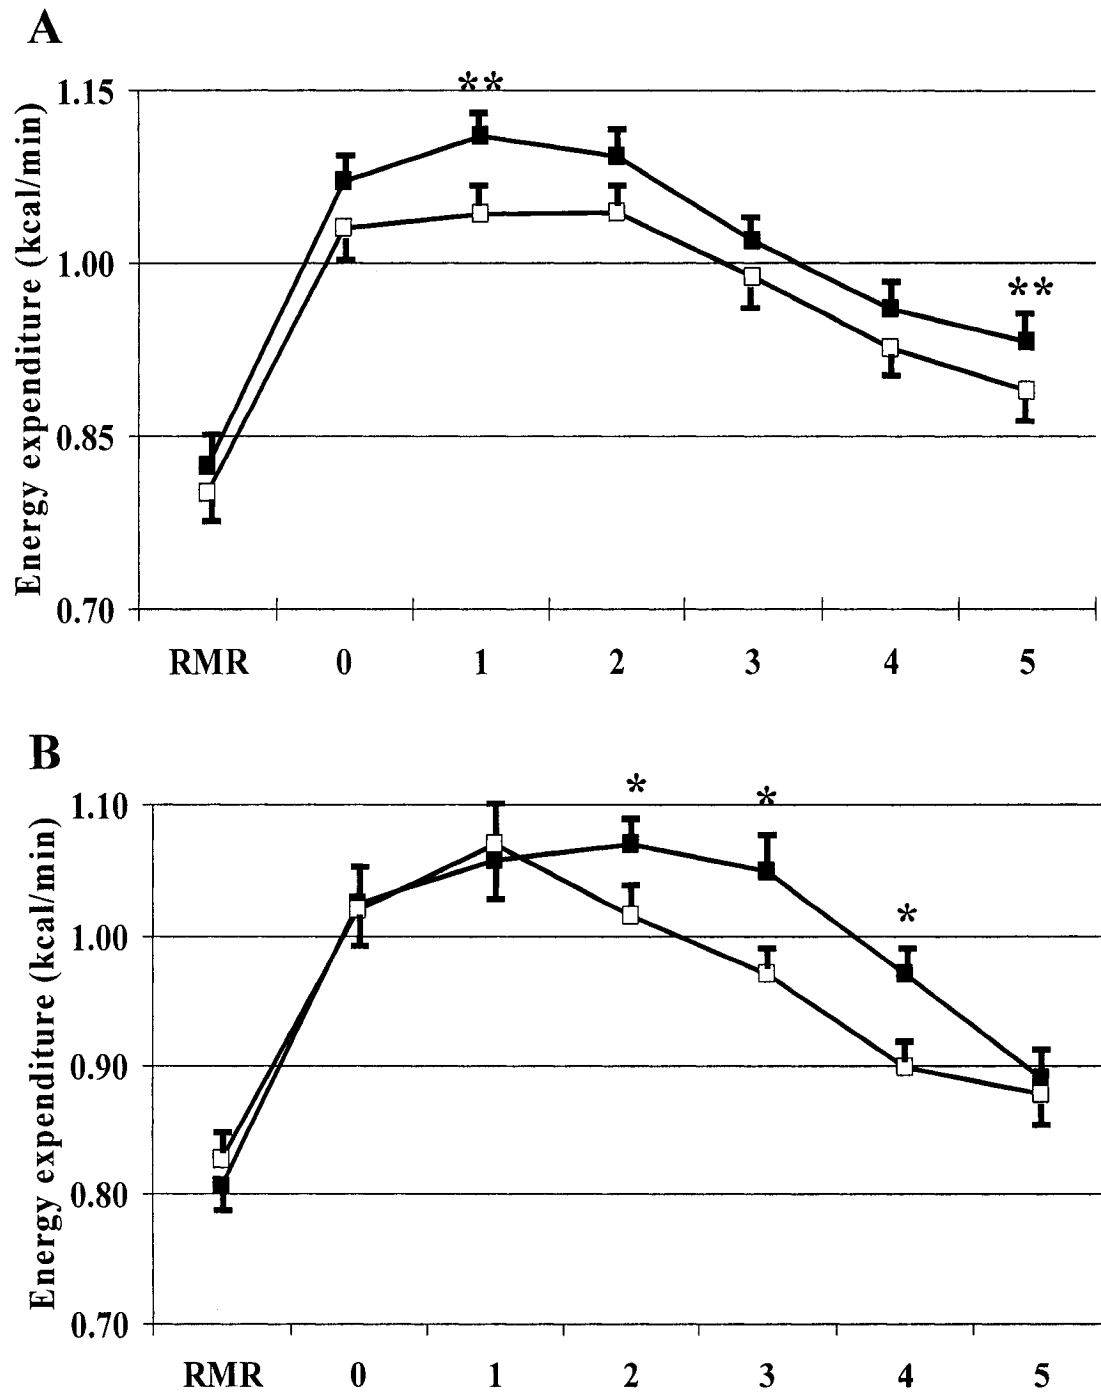 A
Energy expenditure (kcal/min)
**
1.15
1.00
**
0.85
0.70
RMR 0 1 2 3 4 5
B
Energy expenditure (kcal/min)
* *
1.10
*
1.00
0.90
0.80
0.70
RMR 0 1 2 3 4 5